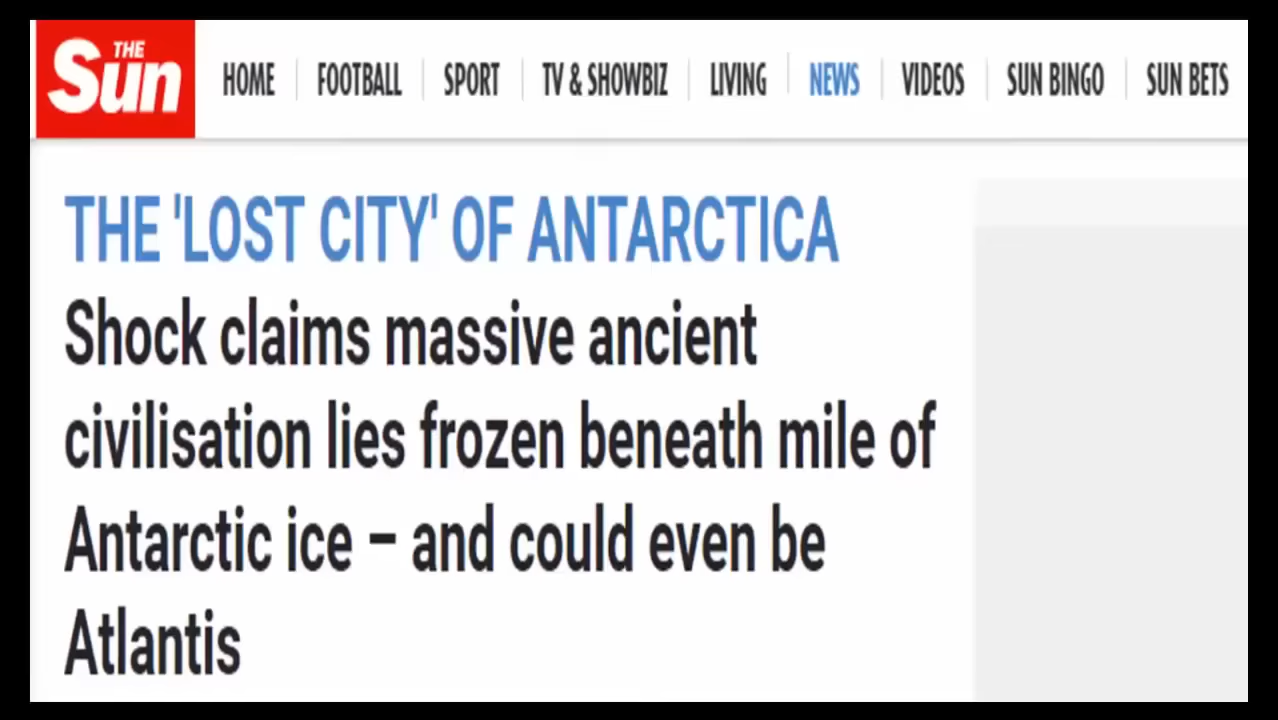 THE Sun HOME FOOTBALL SPORT TV & SHOWBIZ LIVING NEWS VIDEOS SUN BINGO SUN BETS
THE 'LOST CITY' OF ANTARCTICA
Shock claims massive ancient
civilisation lies frozen beneath mile of
Antarctic ice – and could even be
Atlantis